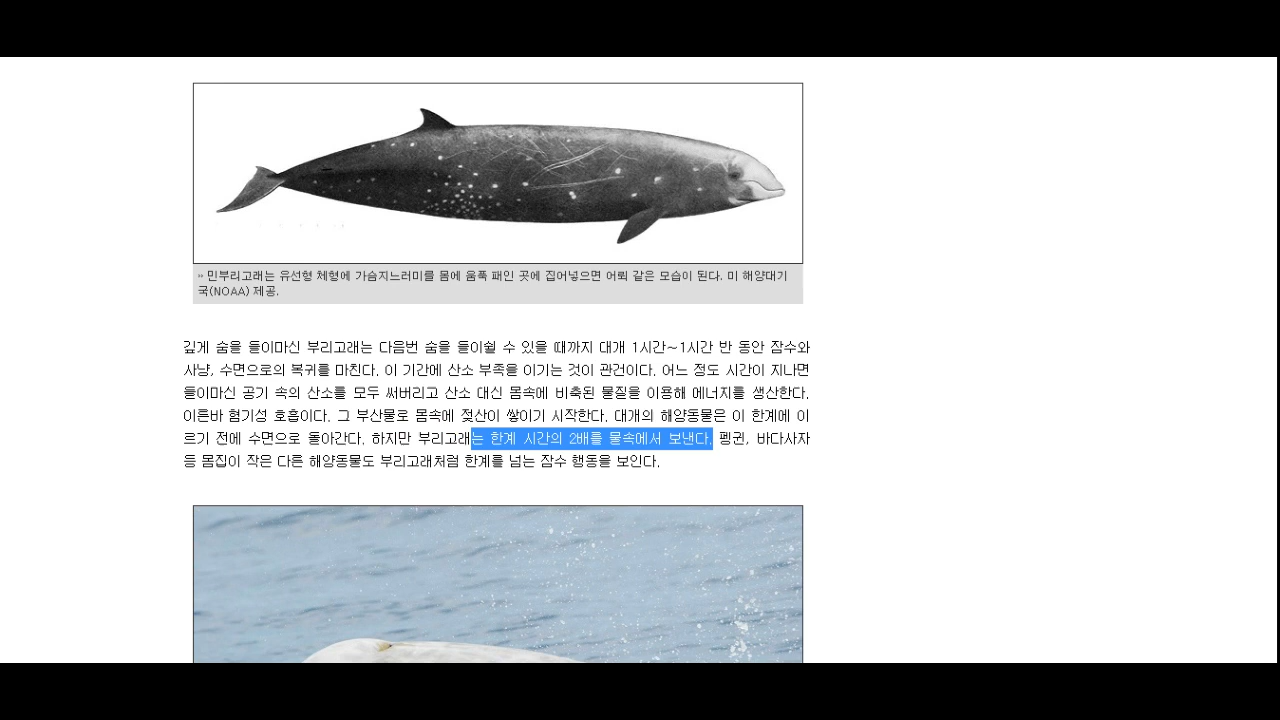 » 민부리고래는 유선형 체형에 가슴지느러미를 몸에 움푹 패인 곳에 집어넣으면 어뢰 같은 모습이 된다. 미 해양대기
국(NOAA) 제공.
깊게 숨을 들이마신 부리고래는 다음번 숨을 들이쉴 수 있을 때까지 대개 1시간~1시간 반 동안 잠수와
사냥, 수면으로의 복귀를 마친다. 이 기간에 산소 부족을 이기는 것이 관건이다. 어느 정도 시간이 지나면
들이마신 공기 속의 산소를 모두 써버리고 산소 대신 몸속에 비축된 물질을 이용해 에너지를 생산한다.
이른바 혐기성 호흡이다. 그 부산물로 몸속에 젖산이 쌓이기 시작한다. 대개의 해양동물은 이 한계에 이
르기 전에 수면으로 돌아간다. 하지만 부리고래는 한계 시간의 2배를 물속에서 보낸다. 펭귄, 바다사자
등 몸집이 작은 다른 해양동물도 부리고래처럼 한계를 넘는 잠수 행동을 보인다.